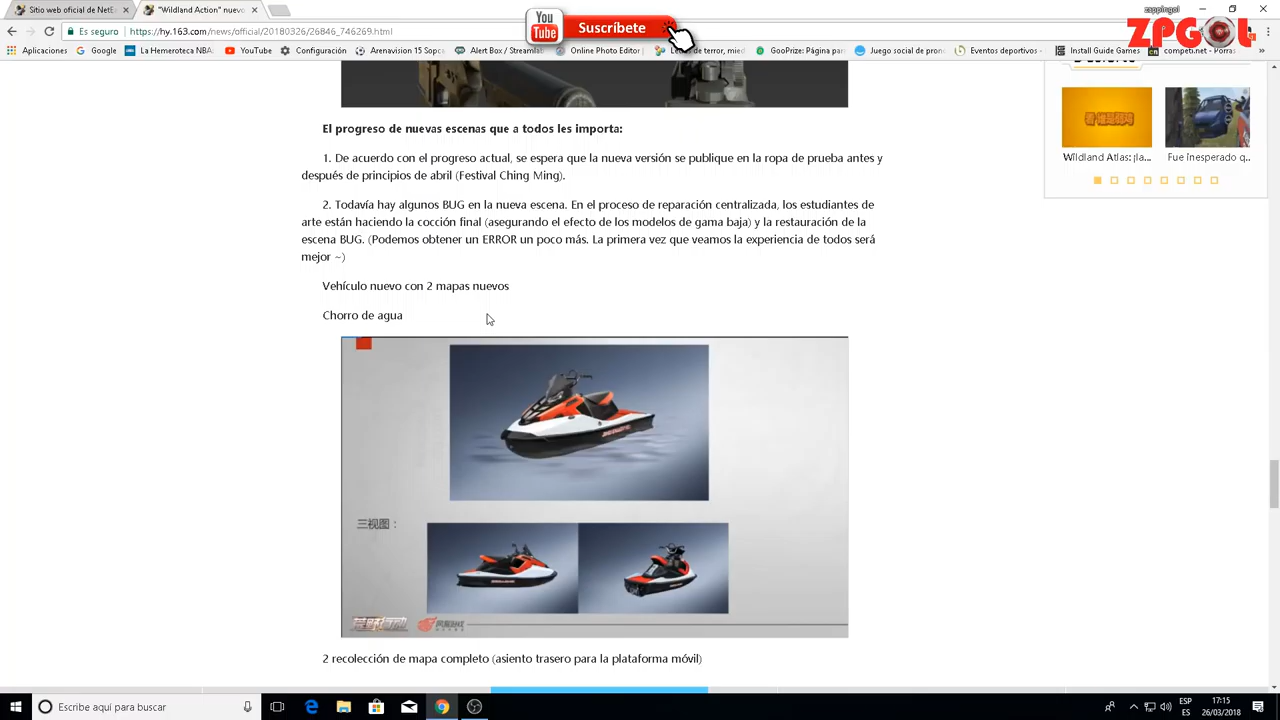 Sitio web oficial de NetE
"Wildland Action" nuevo
zappingol
You
Tube
Suscríbete
ZPGOL
Es seguro
https://hy.163.com/news/official/20180326/26846_746269.html
Aplicaciones
Google
La Hemeroteca NBA
YouTube
Configuración
Arenavision 15 Sopc
Alert Box / Streamlab
Online Photo Editor
GooPrize: Página par
Juego social de pron
Eventos deportivos -
Install Guide Games
competi.net - Porras
El progreso de nuevas escenas que a todos les importa:
1. De acuerdo con el progreso actual, se espera que la nueva versión se publique en la ropa de prueba antes y
después de principios de abril (Festival Ching Ming).
2. Todavía hay algunos BUG en la nueva escena. En el proceso de reparación centralizada, los estudiantes de
arte están haciendo la cocción final (asegurando el efecto de los modelos de gama baja) y la restauración de la
escena BUG. (Podemos obtener un ERROR un poco más. La primera vez que veamos la experiencia de todos será
mejor ~)
Vehículo nuevo con 2 mapas nuevos
Chorro de agua
三视图：
荒野行动
2 recolección de mapa completo (asiento trasero para la plataforma móvil)
Wildland Atlas: ¡la...
Fue inesperado q..
Escribe aquí para buscar
ESP
ES
17:15
26/03/2018